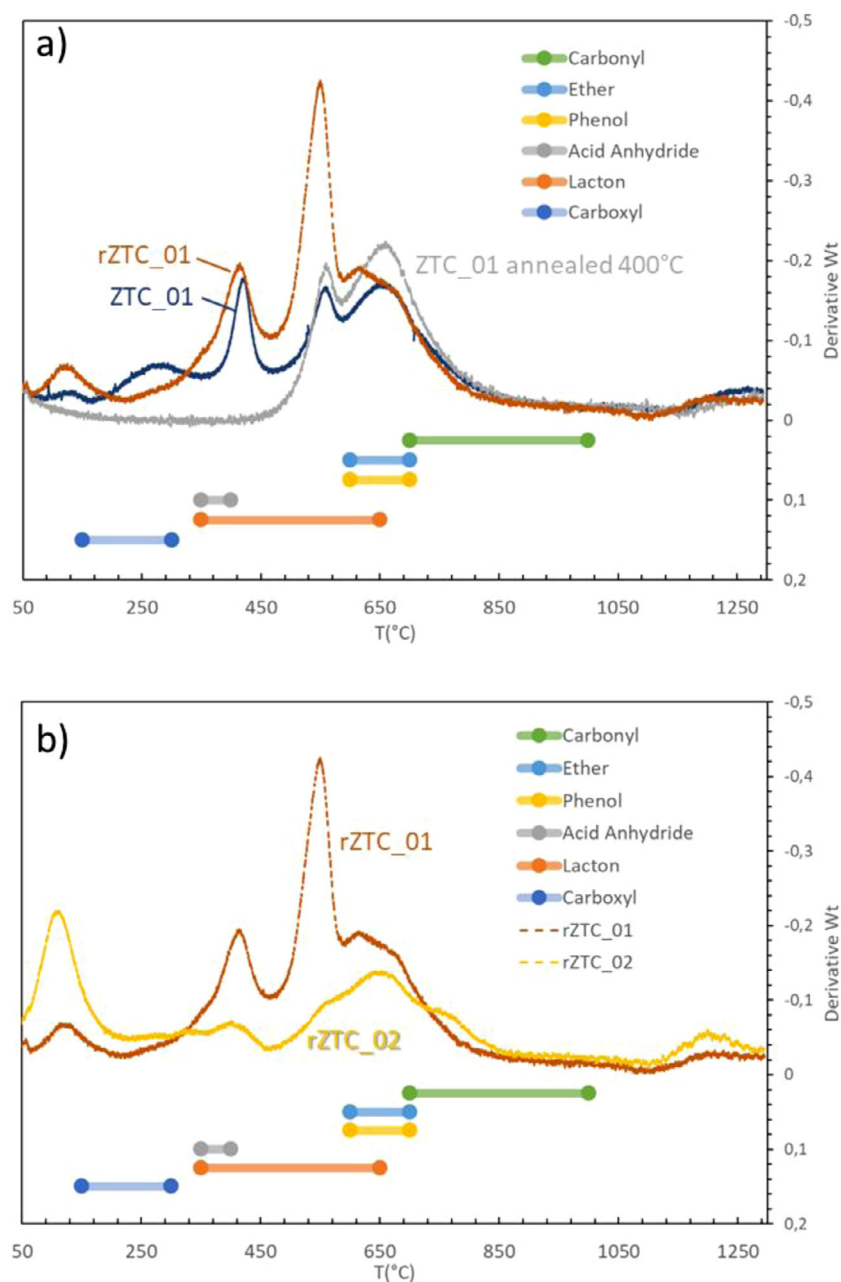 a)
Carbonyl
Ether
Phenol
Acid Anhydride
Lacton
Carboxyl
rZTC_01
ZTC_01
ZTC_01 annealed 400°C
-0,5
-0,4
-0,3
-0,2
-0,1
0
0,1
0,2
Derivative Wt
50 250 450 650 850 1050 1250
T(°C)
b)
Carbonyl
Ether
Phenol
Acid Anhydride
Lacton
Carboxyl
rZTC_01
rZTC_02
rZTC_01
rZTC_02
-0,5
-0,4
-0,3
-0,2
-0,1
0
0,1
0,2
Derivative Wt
50 250 450 650 850 1050 1250
T(°C)